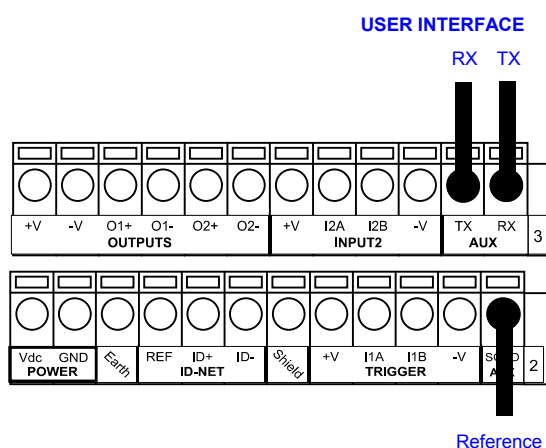 USER INTERFACE
RX TX
+V -V O1+ O1- O2+ O2- +V I2A I2B -V TX RX
OUTPUTS INPUT2 AUX
3
Vdc GND Earth REF ID+ ID- Shield +V I1A I1B -V
POWER ID-NET TRIGGER
2
Reference